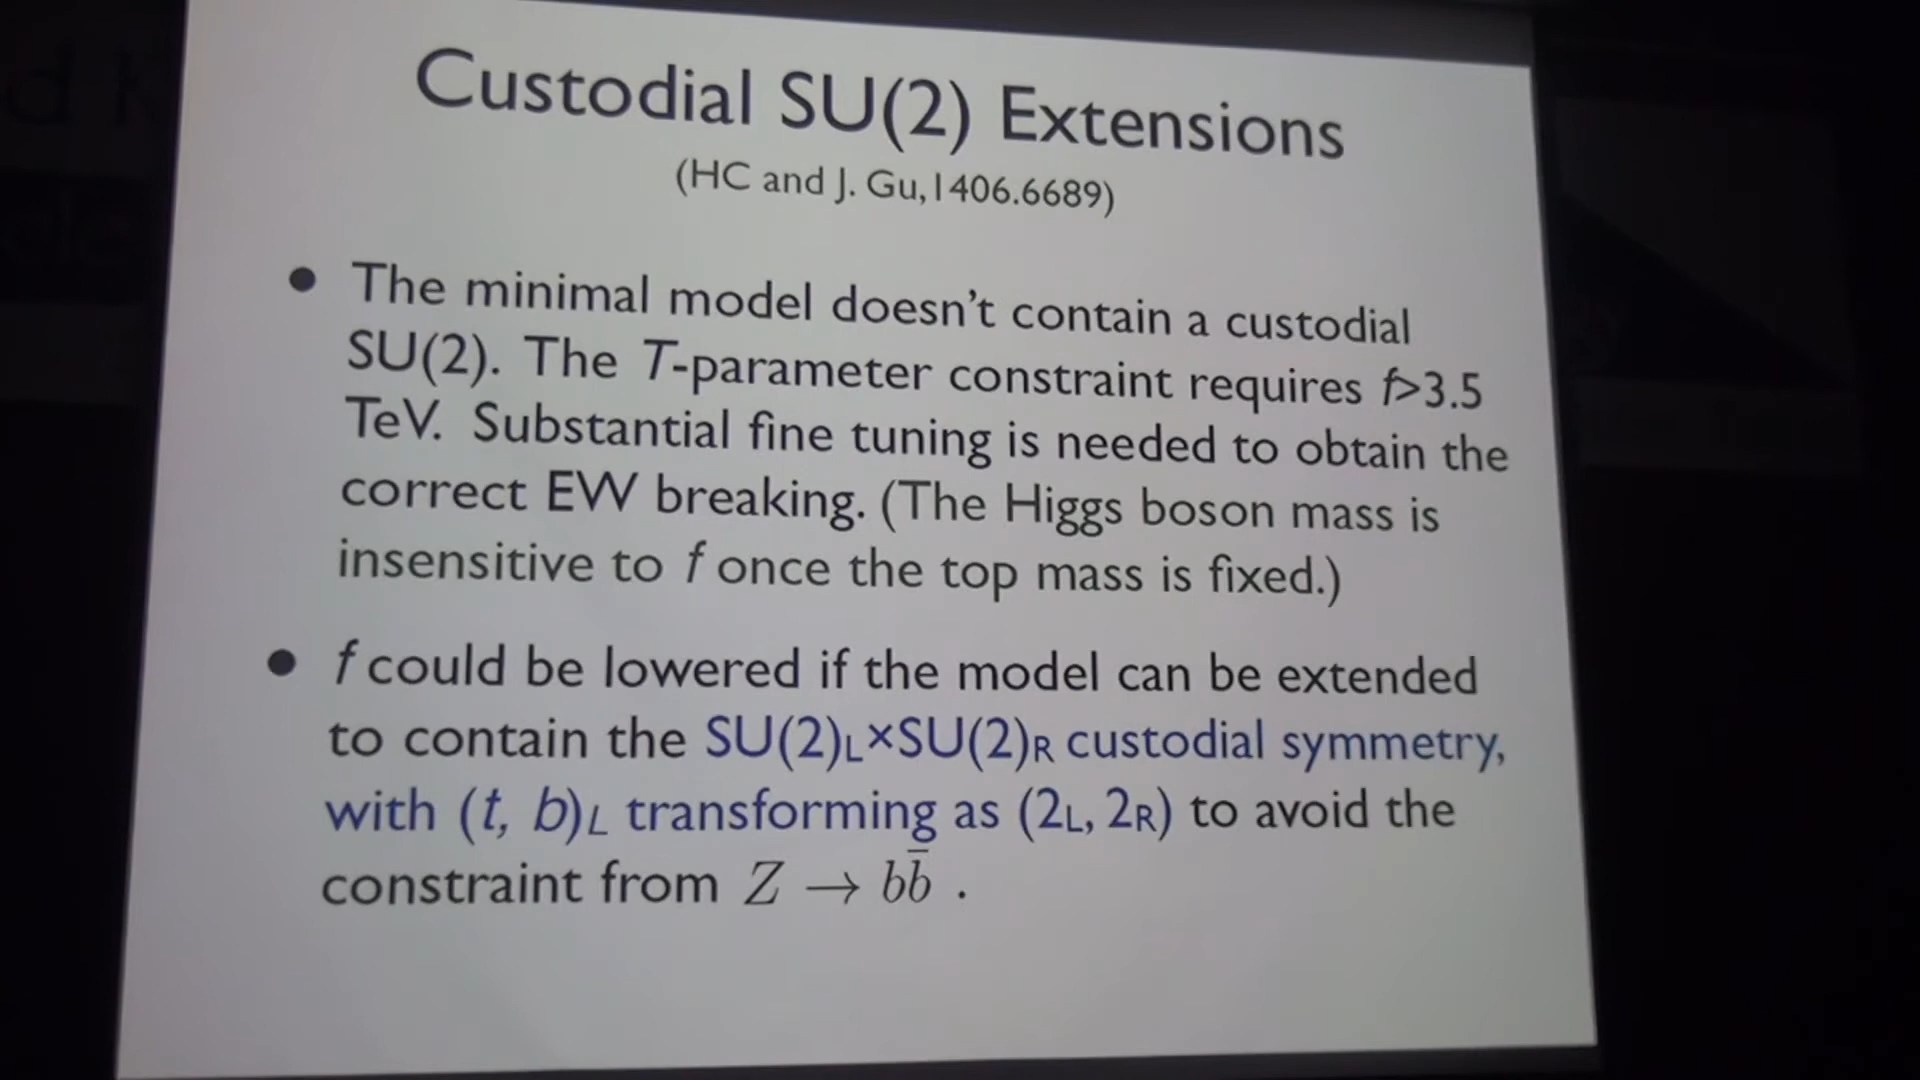 Custodial SU(2) Extensions
(HC and J. Gu, 1406.6689)
• The minimal model doesn't contain a custodial
SU(2). The T-parameter constraint requires f>3.5
TeV. Substantial fine tuning is needed to obtain the
correct EW breaking. (The Higgs boson mass is
insensitive to f once the top mass is fixed.)
• f could be lowered if the model can be extended
to contain the SU(2)L×SU(2)R custodial symmetry,
with (t, b)L transforming as (2L, 2R) to avoid the
constraint from Z → bb̄ .